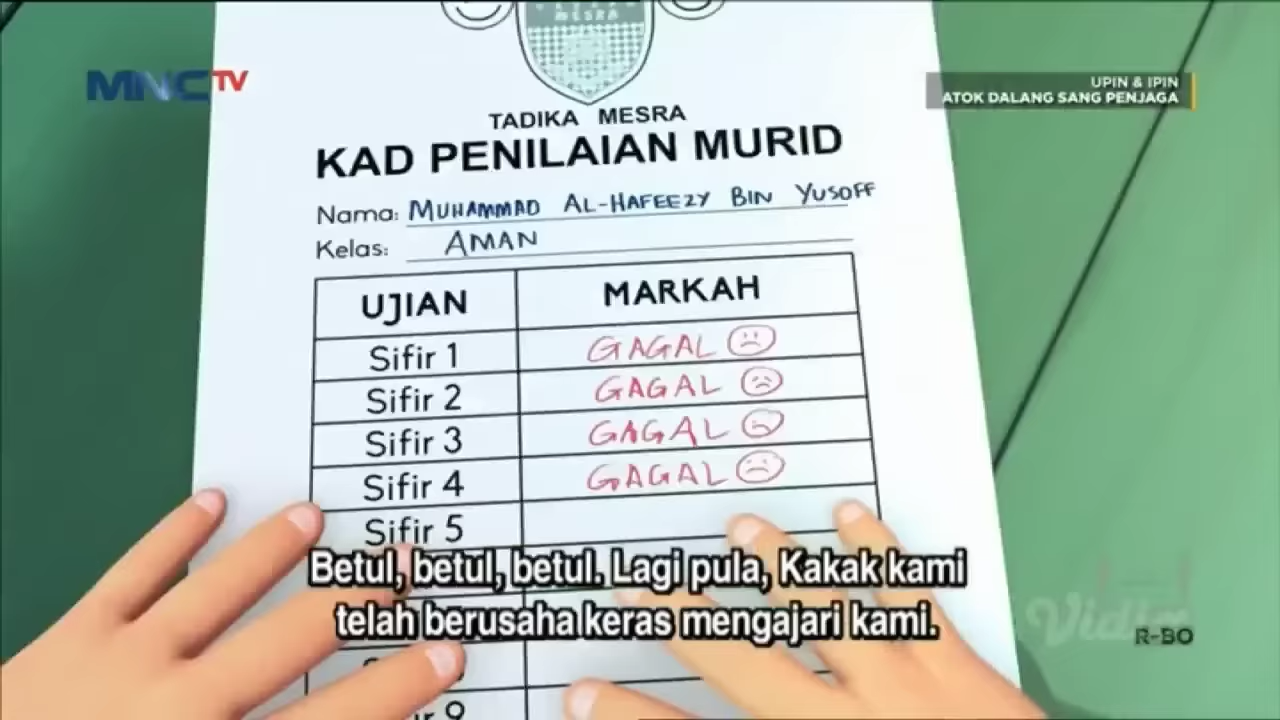 MNCTV
UPIN & IPIN
ATOK DALANG SANG PENJAGA
MESRA
TADIKA MESRA
KAD PENILAIAN MURID
Nama: MUHAMMAD AL-HAFEEZY BIN YUSOFF
Kelas: AMAN
UJIAN MARKAH
Sifir 1 GAGAL
Sifir 2 GAGAL
Sifir 3 GAGAL
Sifir 4 GAGAL
Sifir 5
Betul, betul, betul. Lagi pula, Kakak kami
telah berusaha keras mengajari kami.
R-BO
9